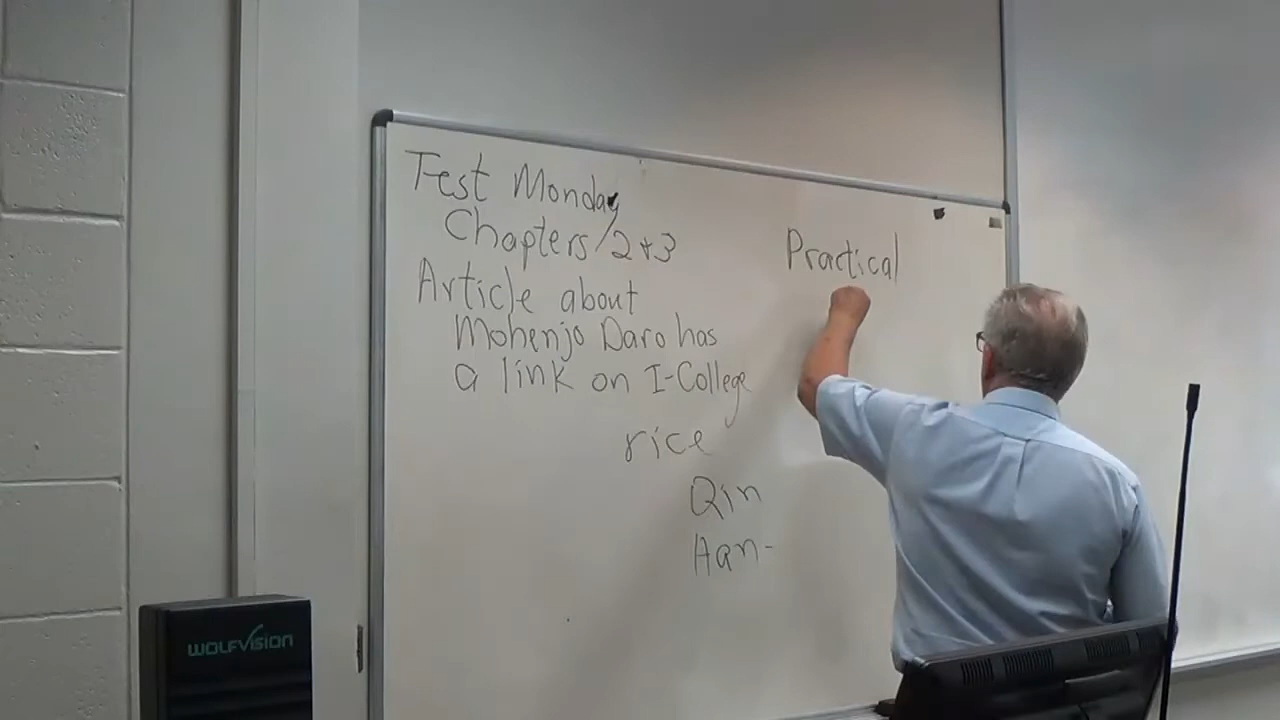 Test Monday
Chapters/2+3
Article about
Mohenjo Daro has
a link on I-College
rice
Qin
Han-
Practical
WOLFVISION